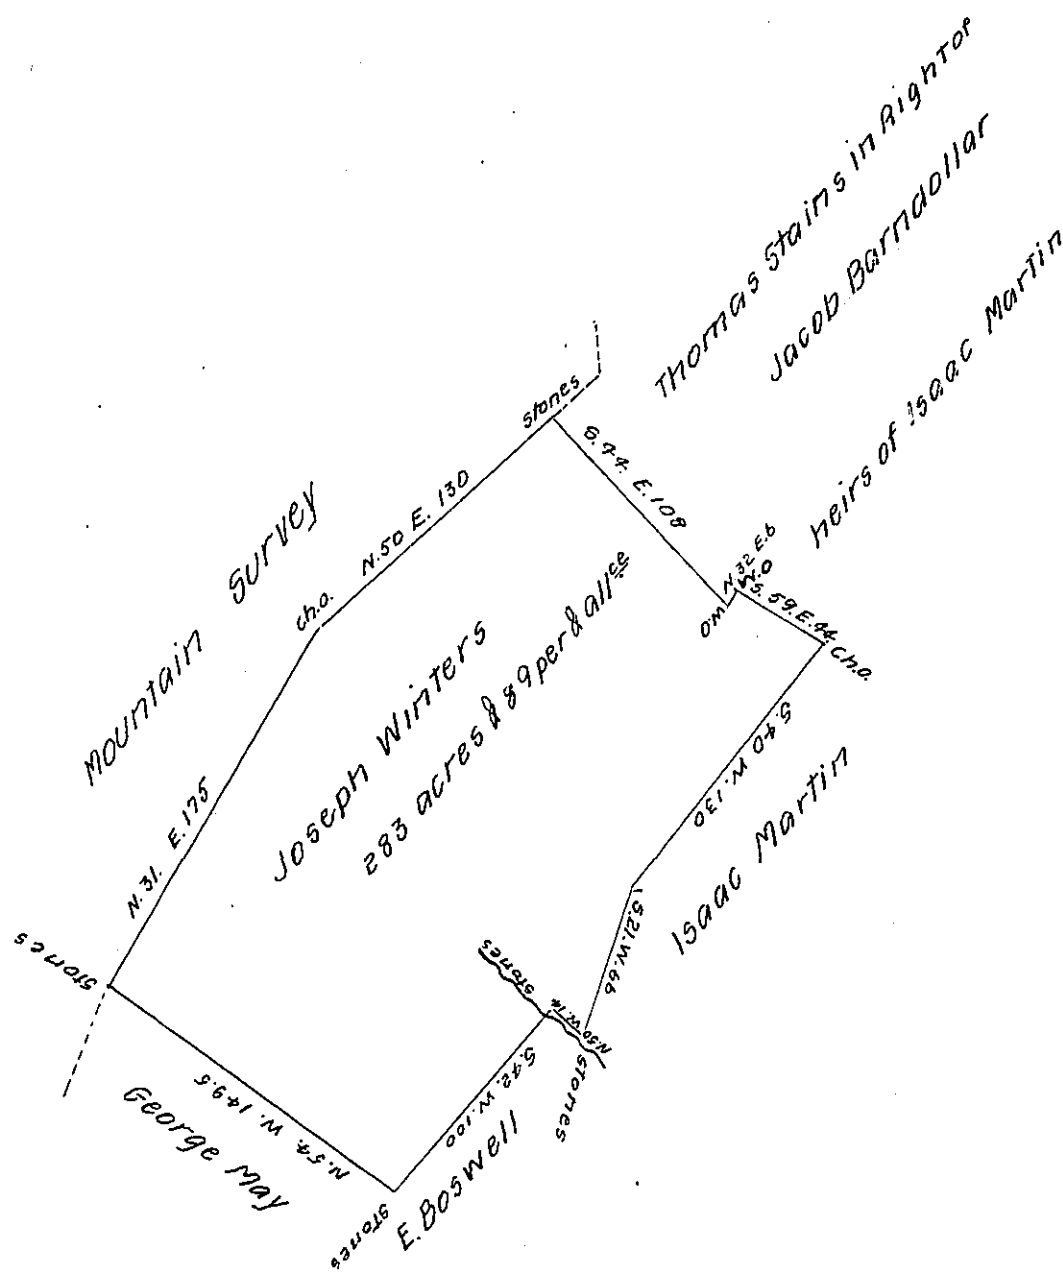 Thomas Stains in Right of
Jacob Barndollar
heirs of Isaac Martin
stones
S. 44. E. 108
N. 50 E. 130
Mountain Survey
ch.o.
N. 32 E. 6
W.O
W.O
S. 59. E. 44.
Ch.o.
Joseph Winters
283 acres & 89 per & allce
S. 40 W. 130
Isaac Martin
N. 31. E. 175
S. 21. W. 66
stones
stones
N. 50 W. 14
stones
N. 54. W. 149.5
George May
S. 42. W. 100
E. Boswell
stones